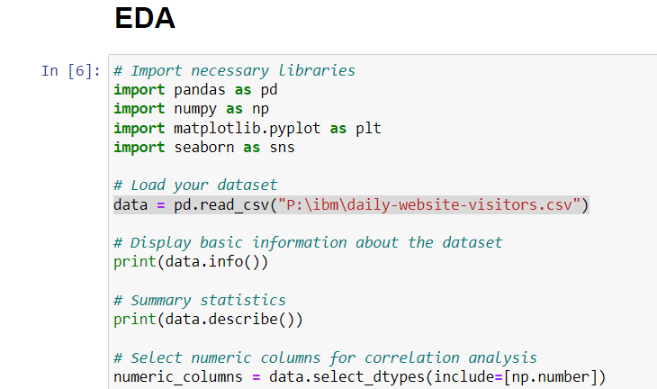 EDA
In [6]: # Import necessary libraries
import pandas as pd
import numpy as np
import matplotlib.pyplot as plt
import seaborn as sns
# Load your dataset
data = pd.read_csv("P:\ibm\daily-website-visitors.csv")
# Display basic information about the dataset
print(data.info())
# Summary statistics
print(data.describe())
# Select numeric columns for correlation analysis
numeric_columns = data.select_dtypes(include=[np.number])